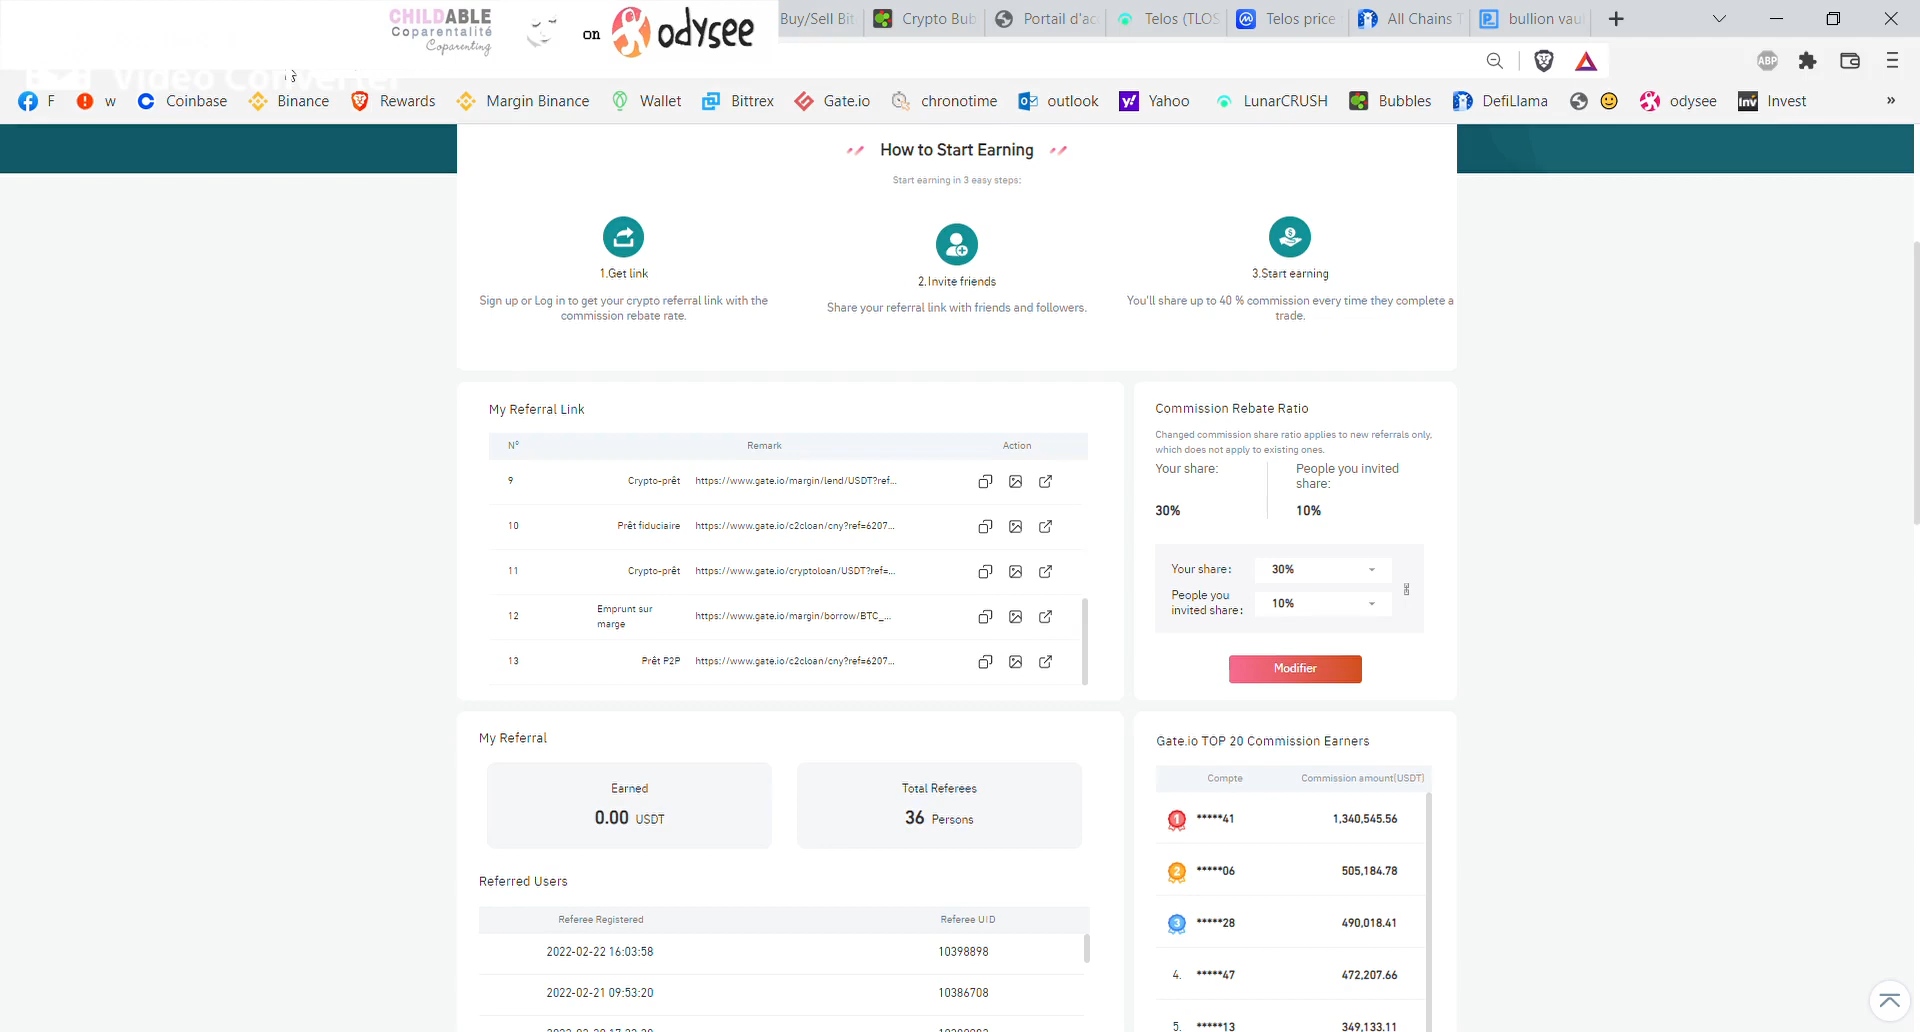 CHILDABLE
Coparentalité
Coparenting
on odysee
Buy/Sell Bit
Crypto Bub
Portail d'acc
Telos (TLOS
Telos price
All Chains T
bullion vaul
Video Converter
ABP
F
w
Coinbase
Binance
Rewards
Margin Binance
Wallet
Bittrex
Gate.io
chronotime
outlook
Yahoo
LunarCRUSH
Bubbles
DefiLlama
odysee
Invest
»
How to Start Earning
Start earning in 3 easy steps:
1.Get link
Sign up or Log in to get your crypto referral link with the
commission rebate rate.
2.Invite friends
Share your referral link with friends and followers.
3.Start earning
You'll share up to 40 % commission every time they complete a
trade.
My Referral Link
N° Remark Action
9 Crypto-prêt https://www.gate.io/margin/lend/USDT?ref...
10 Prêt fiduciaire https://www.gate.io/c2cloan/cny?ref=6207...
11 Crypto-prêt https://www.gate.io/cryptoloan/USDT?ref=...
12 Emprunt sur
marge https://www.gate.io/margin/borrow/BTC_...
13 Prêt P2P https://www.gate.io/c2cloan/cny?ref=6207...
Commission Rebate Ratio
Changed commission share ratio applies to new referrals only,
which does not apply to existing ones.
Your share:
30%
People you invited
share:
10%
Your share: 30%
People you
invited share: 10%
Modifier
My Referral
Earned
0.00 USDT
Total Referees
36 Persons
Referred Users
Referee Registered Referee UID
2022-02-22 16:03:58 10398898
2022-02-21 09:53:20 10386708
Gate.io TOP 20 Commission Earners
Compte Commission amount(USDT)
1 *****41 1,340,545.56
2 *****06 505,184.78
3 *****28 490,018.41
4. *****47 472,207.66
5. *****13 349,133.11